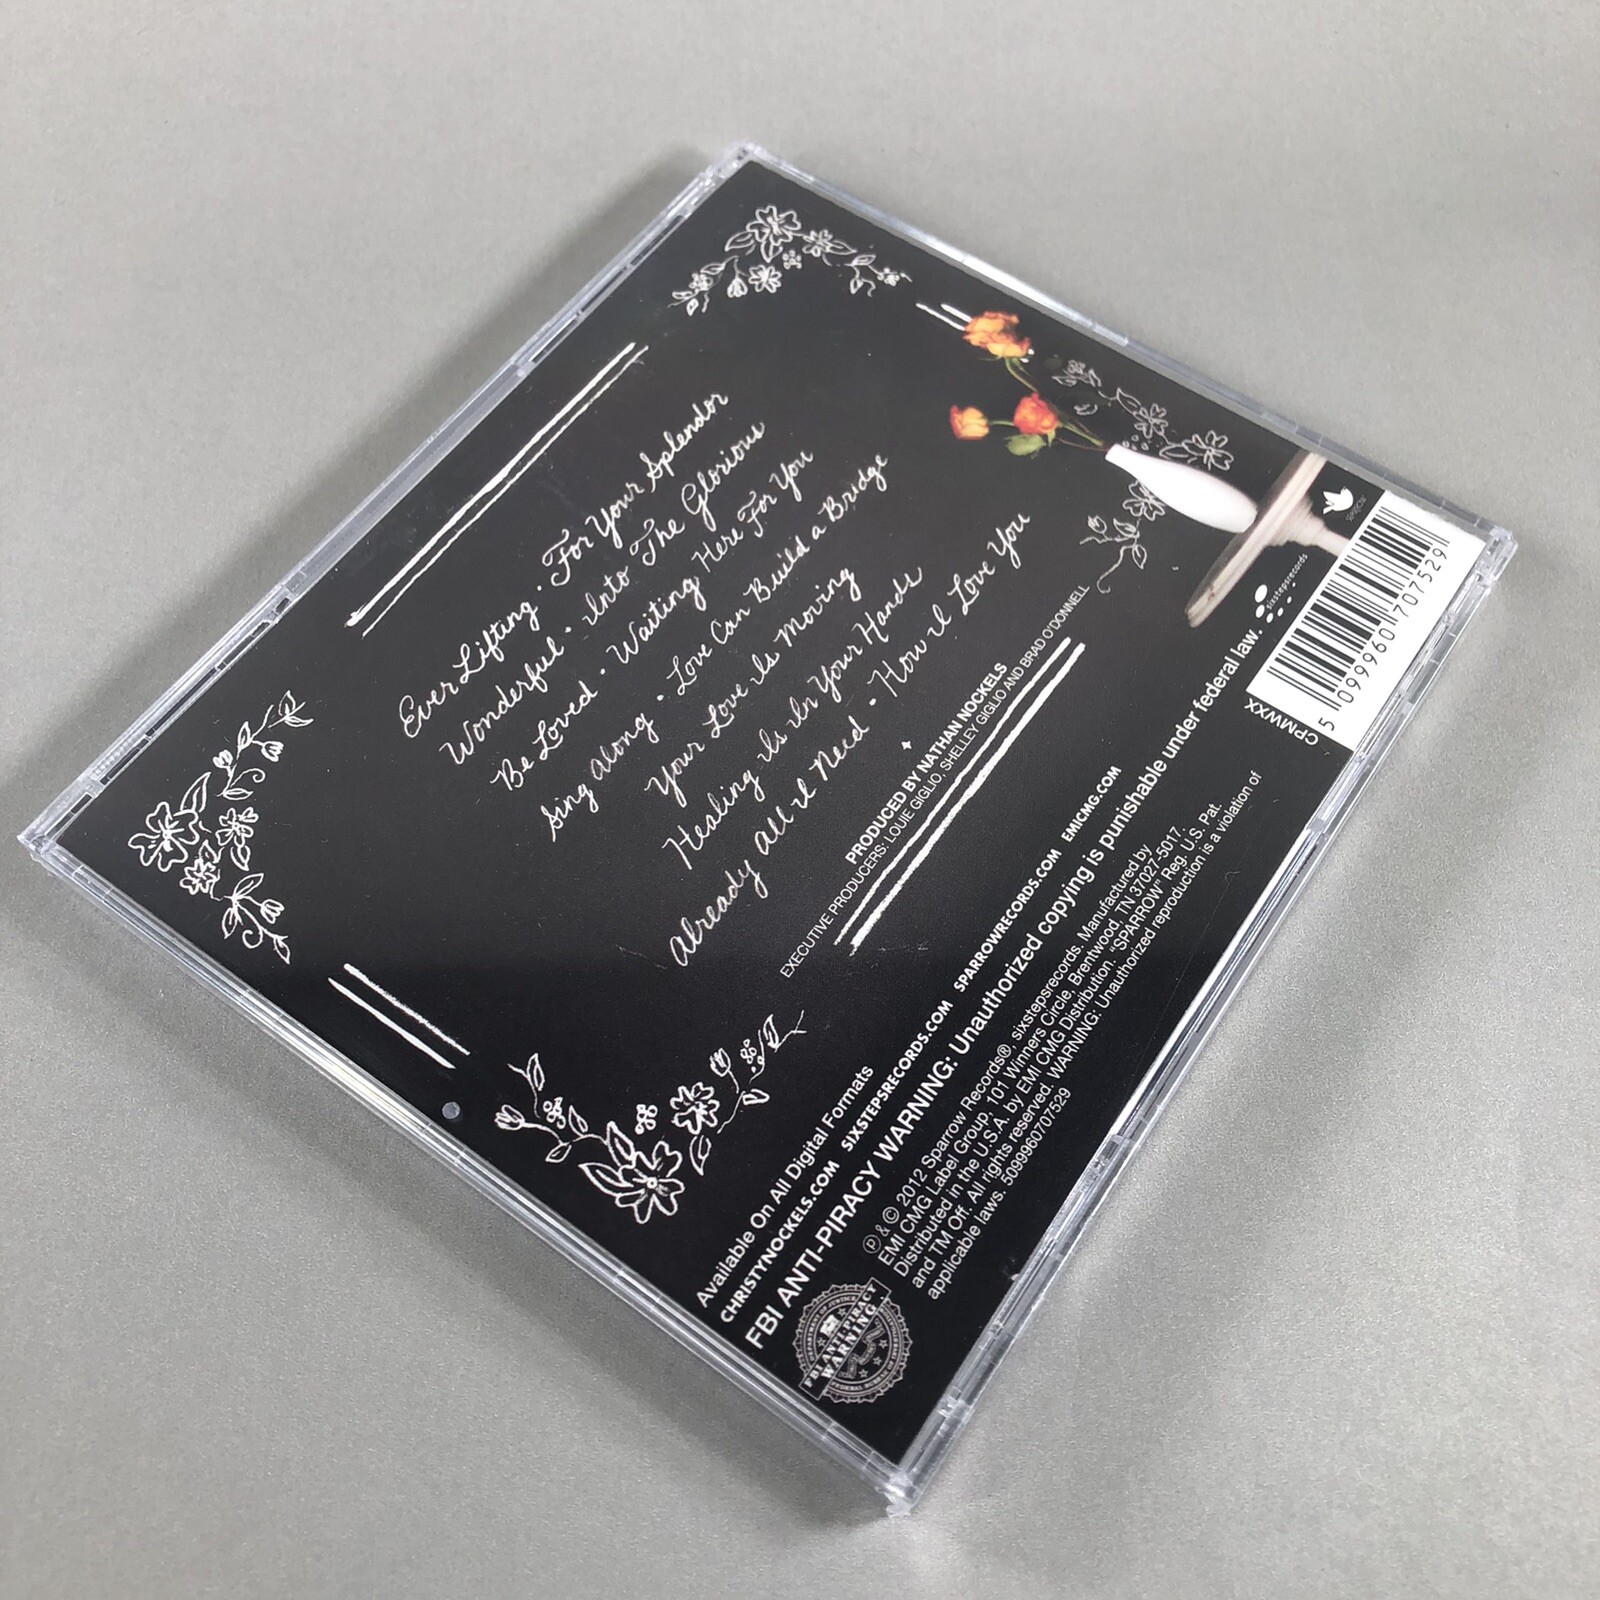 Ever Lifting • For Your Splendor
Wonderful • Into The Glorious
Be Loved • Waiting Here For You
Sing Along • Love Can Build a Bridge
Your Love Is Moving
Healing Is In Your Hands
Already All I Need • How I Love You
PRODUCED BY NATHAN NOCKELS
EXECUTIVE PRODUCERS: LOUIE GIGLIO, SHELLEY GIGLIO AND BRAD O'DONNELL
Available On All Digital Formats
CHRISTYNOCKELS.COM SIXSTEPSRECORDS.COM SPARROWRECORDS.COM EMICMG.COM
FBI ANTI-PIRACY WARNING: Unauthorized copying is punishable under federal law.
℗ & © 2012 Sparrow Records®, sixstepsrecords. Manufactured by
EMI CMG Label Group, 101 Winners Circle, Brentwood, TN 37027-5017.
Distributed in the U.S.A. by EMI CMG Distribution. "SPARROW" Reg. U.S. Pat.
and TM Off. All rights reserved. WARNING: Unauthorized reproduction is a violation of
applicable laws. 5099960707529
FBI ANTI-PIRACY
WARNING
sixstepsrecords
SPARROW
CPMWXX
5 099960 707529